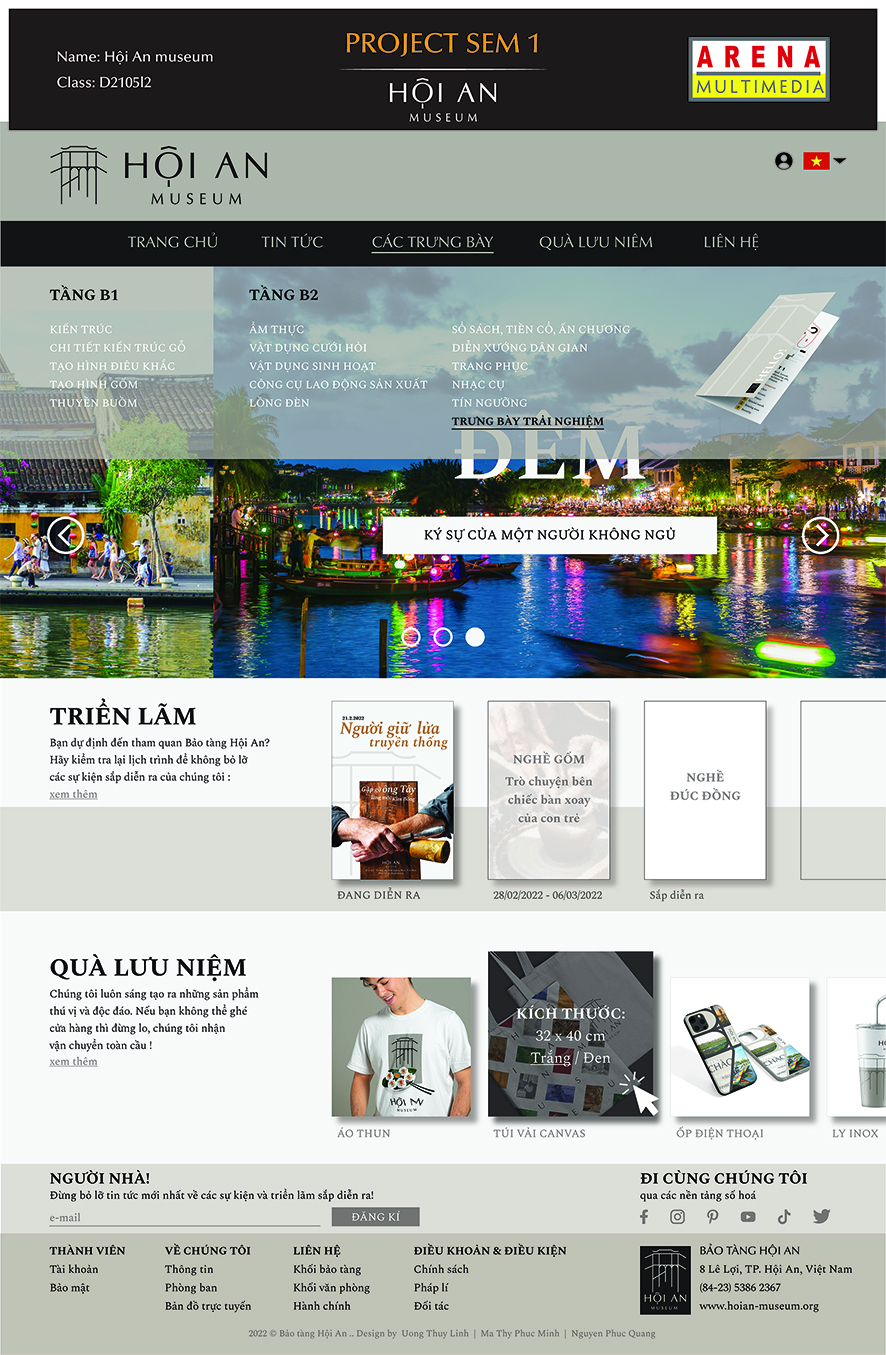 Name: Hội An museum
Class: D2105l2
PROJECT SEM 1
HỘI AN
MUSEUM
ARENA
MULTIMEDIA
HỘI AN
MUSEUM
TRANG CHỦ
TIN TỨC
CÁC TRƯNG BÀY
QUÀ LƯU NIÊM
LIÊN HỆ
TẦNG B1
KIẾN TRÚC
CHI TIẾT KIẾN TRÚC GỖ
TẠO HÌNH ĐIÊU KHẮC
TẠO HÌNH GỐM
THUYỀN BUỒM
TẦNG B2
ẨM THỰC
VẬT DỤNG CƯỚI HỎI
VẬT DỤNG SINH HOẠT
CÔNG CỤ LAO ĐỘNG SẢN XUẤT
LỒNG ĐÈN
SỔ SÁCH, TIỀN CỔ, ẤN CHƯƠNG
DIỄN XƯỚNG DÂN GIAN
TRANG PHỤC
NHẠC CỤ
TÍN NGƯỠNG
TRƯNG BÀY TRẢI NGHIỆM
HELLO!
ĐÊM
KÝ SỰ CỦA MỘT NGƯỜI KHÔNG NGỦ
TRIỂN LÃM
Bạn dự định đến tham quan Bảo tàng Hội An?
Hãy kiểm tra lại lịch trình để không bỏ lỡ
các sự kiện sắp diễn ra của chúng tôi :
xem thêm
21.2.2022
Người giữ lửa
truyền thống
Gặp cỡ ông Tây
làng mộc Kim Bồng
HỘI AN
ĐANG DIỄN RA
NGHỀ GỐM
Trò chuyện bên
chiếc bàn xoay
của con trẻ
28/02/2022 - 06/03/2022
NGHỀ
ĐÚC ĐỒNG
Sắp diễn ra
QUÀ LƯU NIỆM
Chúng tôi luôn sáng tạo ra những sản phẩm
thú vị và độc đáo. Nếu bạn không thể ghé
cửa hàng thì đừng lo, chúng tôi nhận
vận chuyển toàn cầu !
xem thêm
HỘI AN
MUSEUM
ÁO THUN
KÍCH THƯỚC:
32 x 40 cm
Trắng / Đen
TÚI VẢI CANVAS
ỐP ĐIỆN THOẠI
LY INOX
NGƯỜI NHÀ!
Đừng bỏ lỡ tin tức mới nhất về các sự kiện và triển lãm sắp diễn ra!
e-mail
ĐĂNG KÍ
ĐI CÙNG CHÚNG TÔI
qua các nền tảng số hoá
THÀNH VIÊN
Tài khoản
Bảo mật
VỀ CHÚNG TÔI
Thông tin
Phòng ban
Bản đồ trực tuyến
LIÊN HỆ
Khối bảo tàng
Khối văn phòng
Hành chính
ĐIỀU KHOẢN & ĐIỀU KIỆN
Chính sách
Pháp lí
Đối tác
HỘI AN
MUSEUM
BẢO TÀNG HỘI AN
8 Lê Lợi, TP. Hội An, Việt Nam
(84-23) 5386 2367
www.hoian-museum.org
2022 © Bảo tàng Hội An .. Design by Uong Thuy Linh | Ma Thy Phuc Minh | Nguyen Phuc Quang